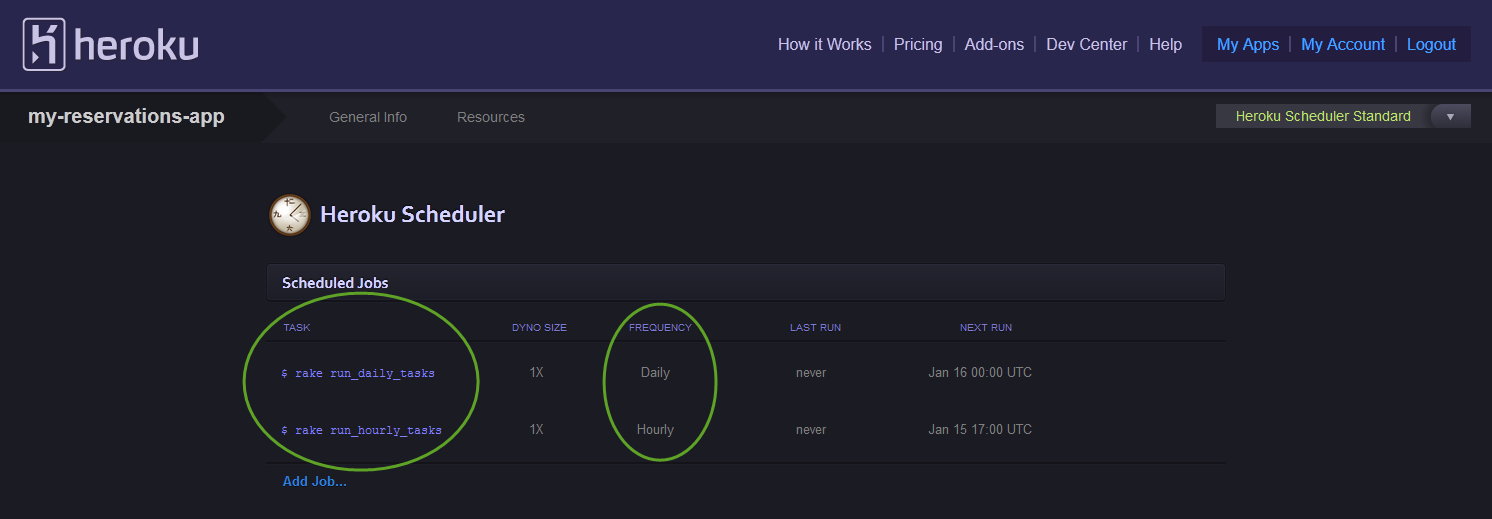 heroku
How it Works Pricing Add-ons Dev Center Help My Apps My Account Logout
my-reservations-app General Info Resources Heroku Scheduler Standard
Heroku Scheduler
Scheduled Jobs
TASK DYNO SIZE FREQUENCY LAST RUN NEXT RUN
$ rake run_daily_tasks 1X Daily never Jan 16 00:00 UTC
$ rake run_hourly_tasks 1X Hourly never Jan 15 17:00 UTC
Add Job...